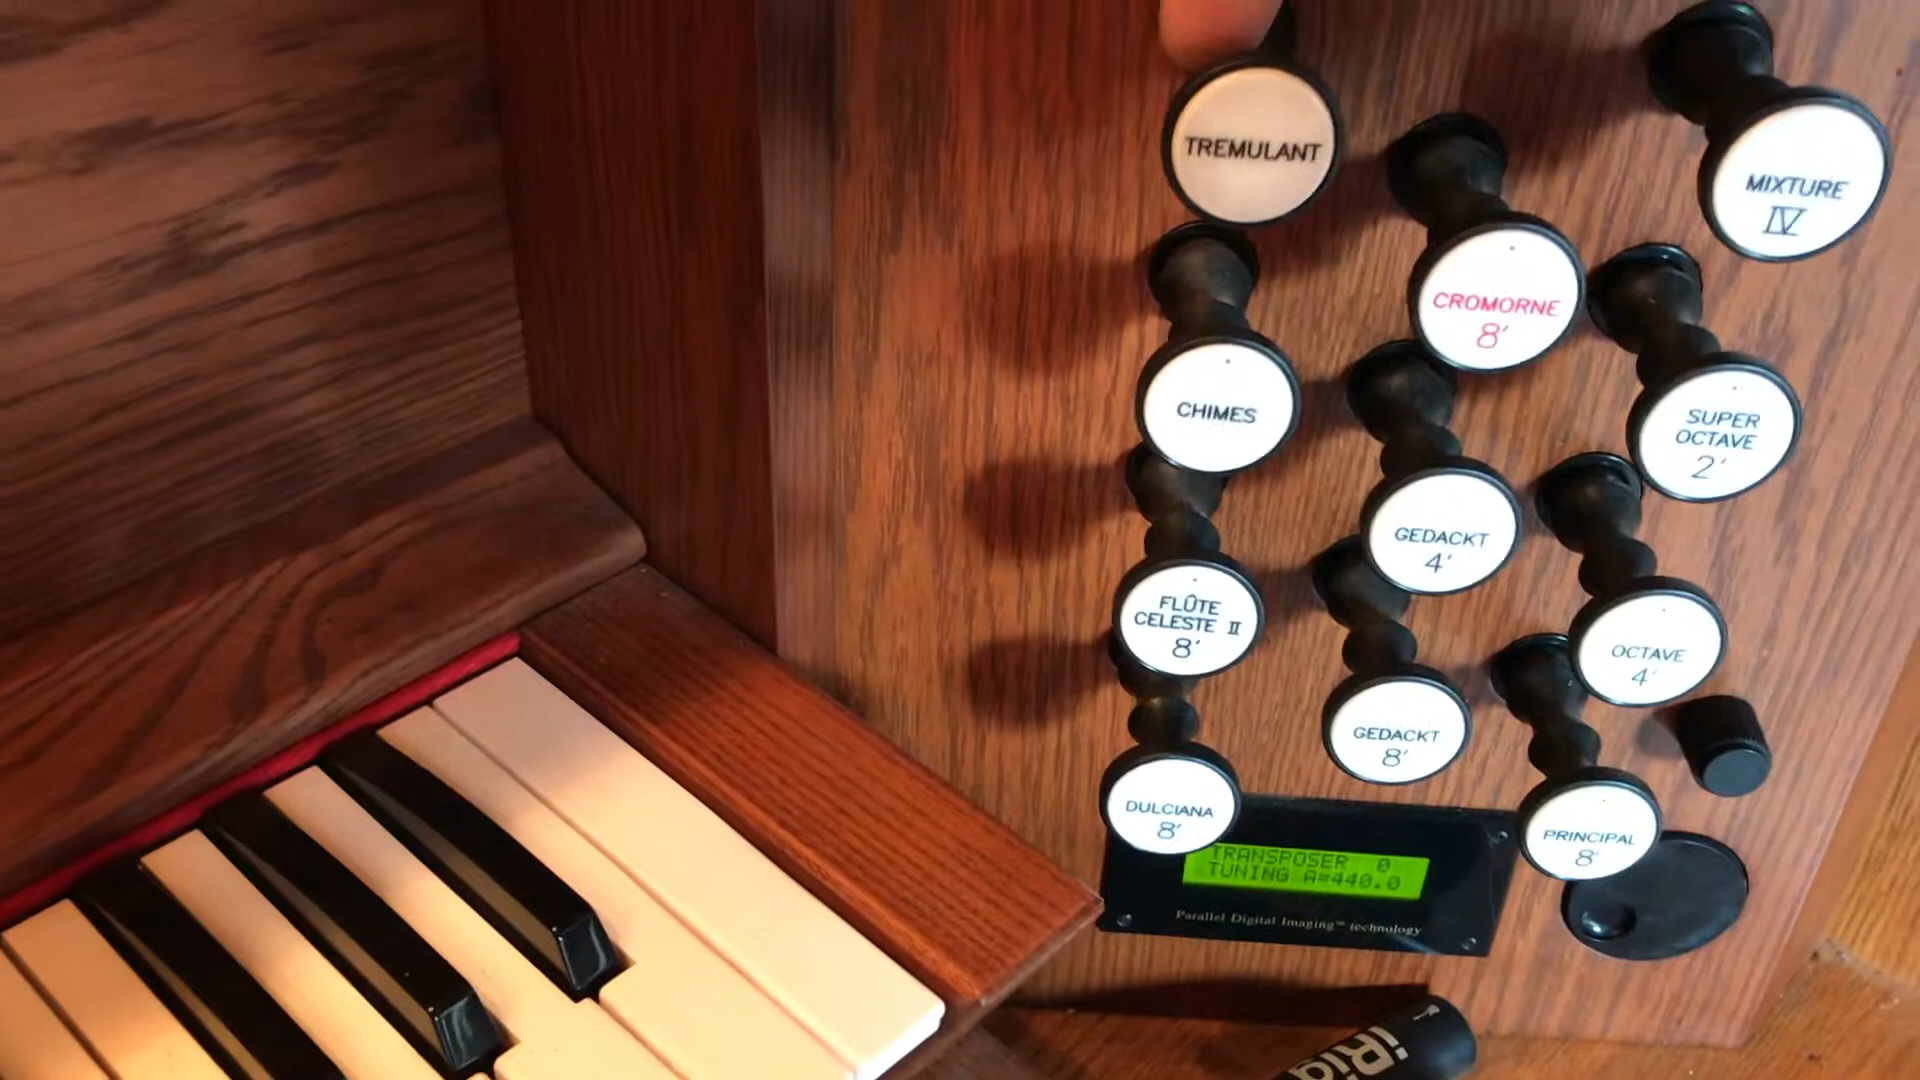 TREMULANT
MIXTURE
IV
CROMORNE
8'
CHIMES
SUPER
OCTAVE
2'
GEDACKT
4'
FLÛTE
CELESTE II
8'
OCTAVE
4'
GEDACKT
8'
DULCIANA
8'
PRINCIPAL
8'
TRANSPOSER 0
TUNING A=440.0
Parallel Digital Imaging™ technology
iRig